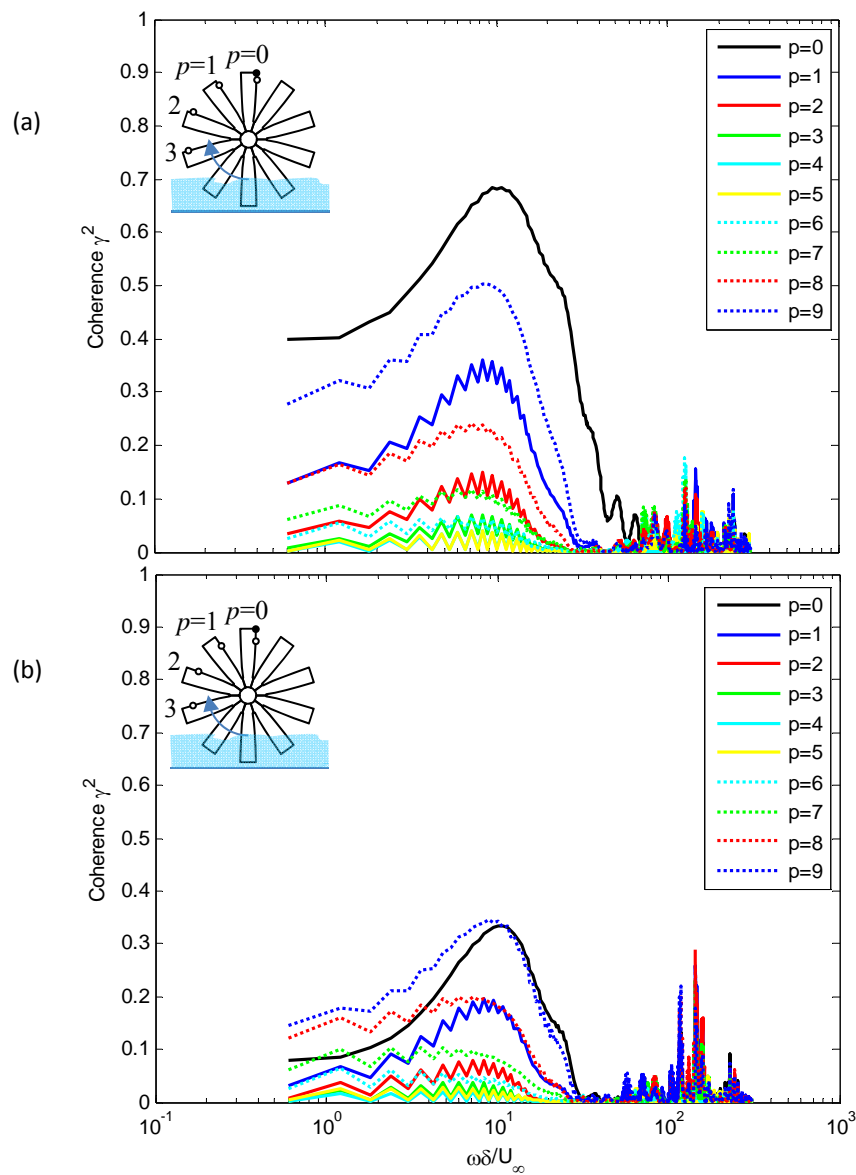 (a)
1
0.9
0.8
0.7
0.6
0.5
0.4
0.3
0.2
0.1
0
Coherence γ²
p=1
p=0
2
3
p=0
p=1
p=2
p=3
p=4
p=5
p=6
p=7
p=8
p=9
(b)
1
0.9
0.8
0.7
0.6
0.5
0.4
0.3
0.2
0.1
0
Coherence γ²
p=1
p=0
2
3
p=0
p=1
p=2
p=3
p=4
p=5
p=6
p=7
p=8
p=9
10⁻¹ 10⁰ 10¹ 10² 10³
ωδ/U∞